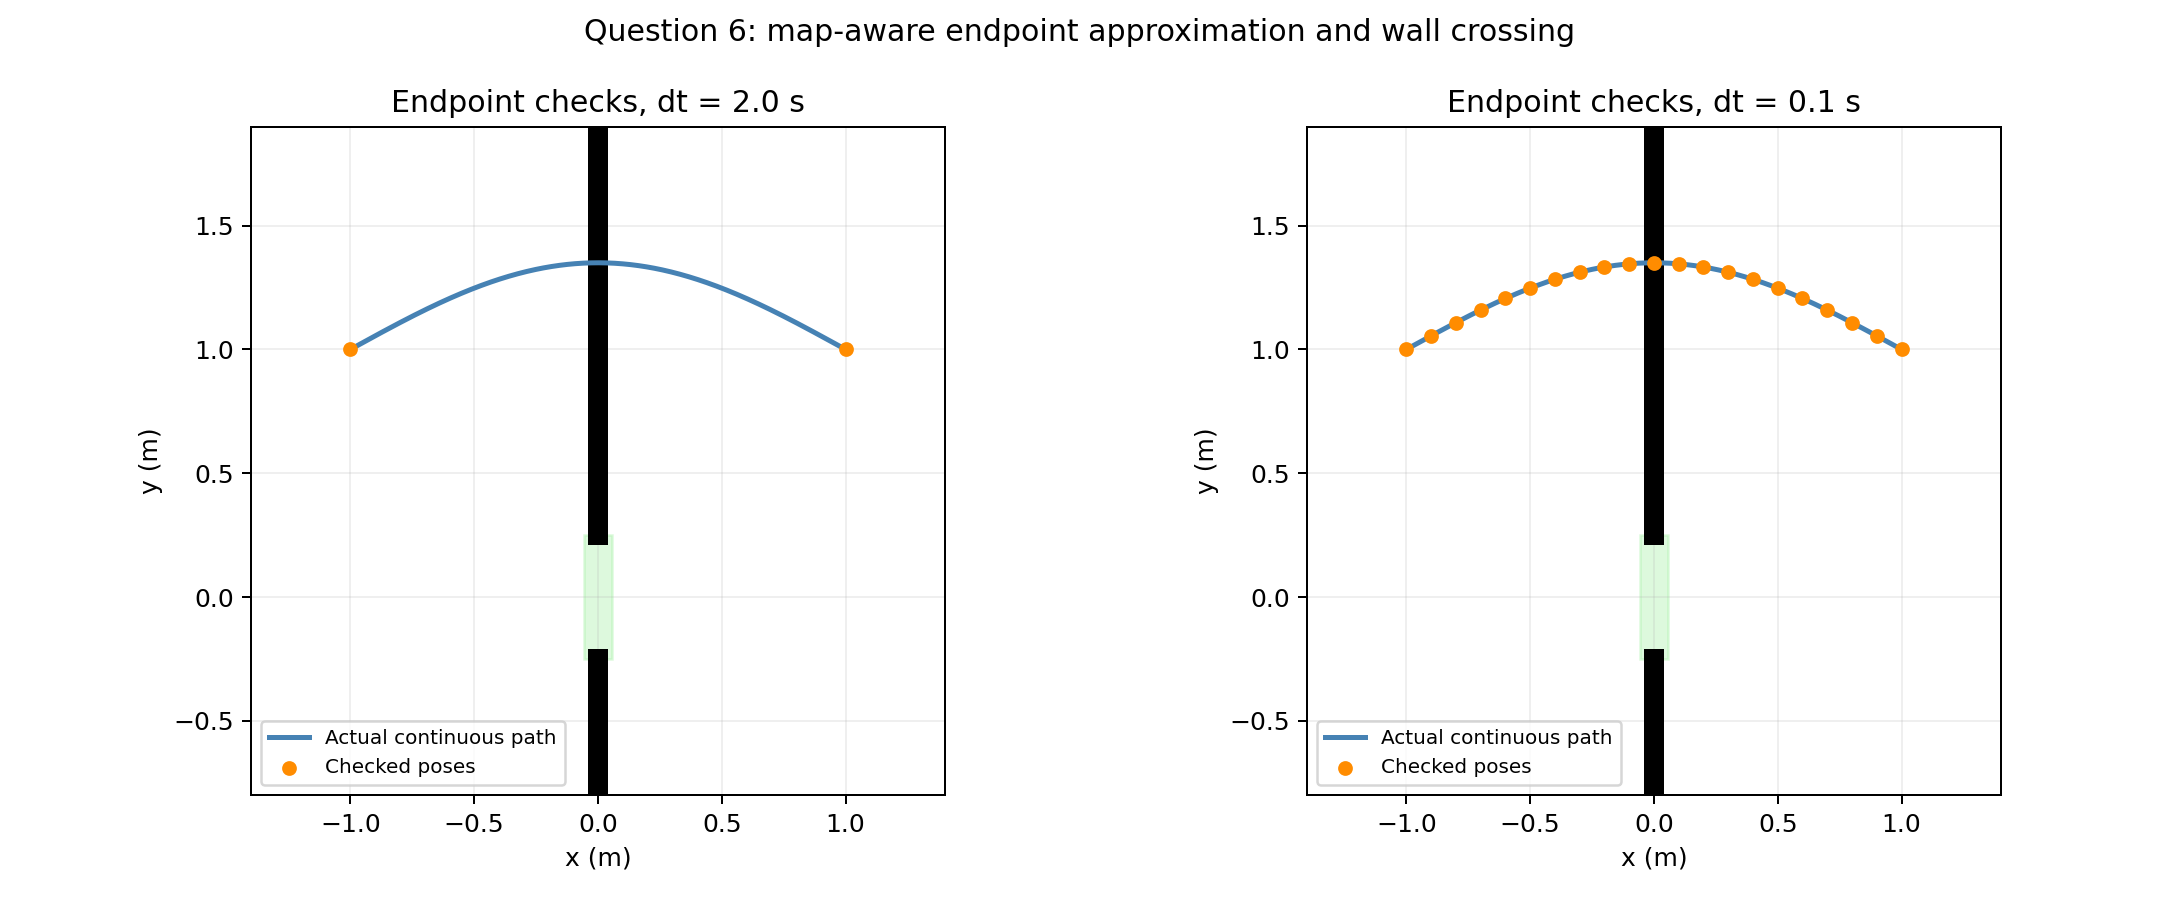 Question 6: map-aware endpoint approximation and wall crossing
Endpoint checks, dt = 2.0 s
1.5
1.0
0.5
0.0
−0.5
y (m)
Actual continuous path
Checked poses
−1.0 −0.5 0.0 0.5 1.0
x (m)
Endpoint checks, dt = 0.1 s
1.5
1.0
0.5
0.0
−0.5
y (m)
Actual continuous path
Checked poses
−1.0 −0.5 0.0 0.5 1.0
x (m)